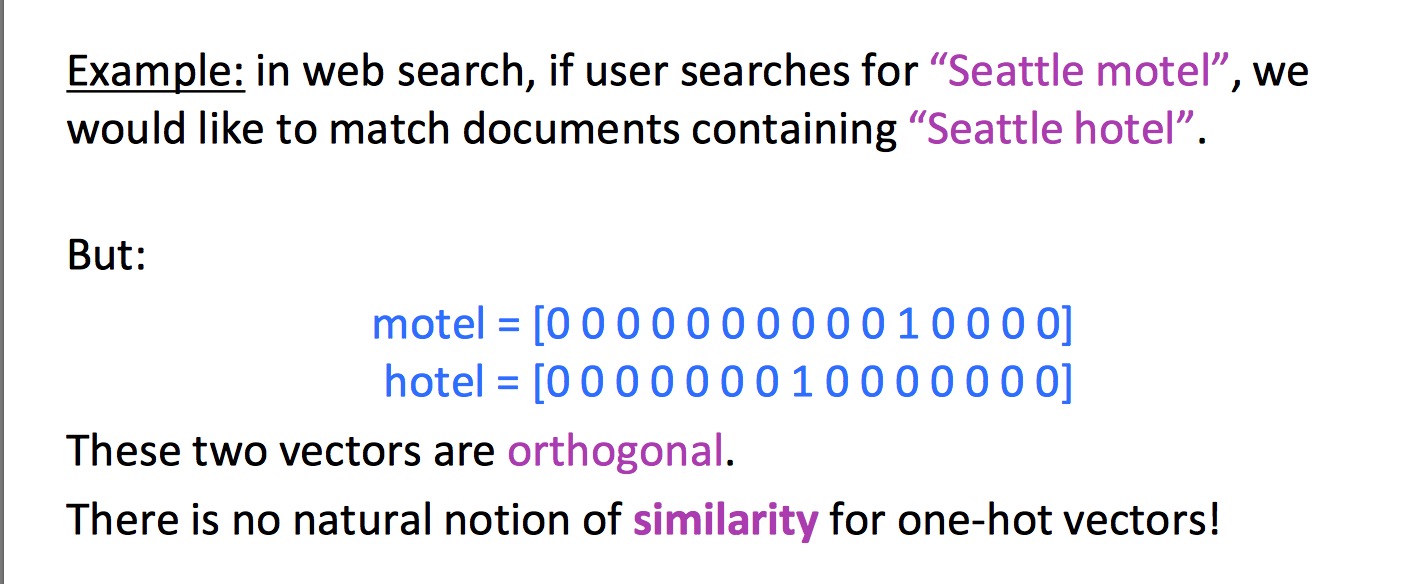 Example: in web search, if user searches for “Seattle motel”, we
would like to match documents containing “Seattle hotel”.
But:
motel = [0 0 0 0 0 0 0 0 0 0 1 0 0 0 0]
hotel = [0 0 0 0 0 0 0 1 0 0 0 0 0 0 0]
These two vectors are orthogonal.
There is no natural notion of similarity for one-hot vectors!